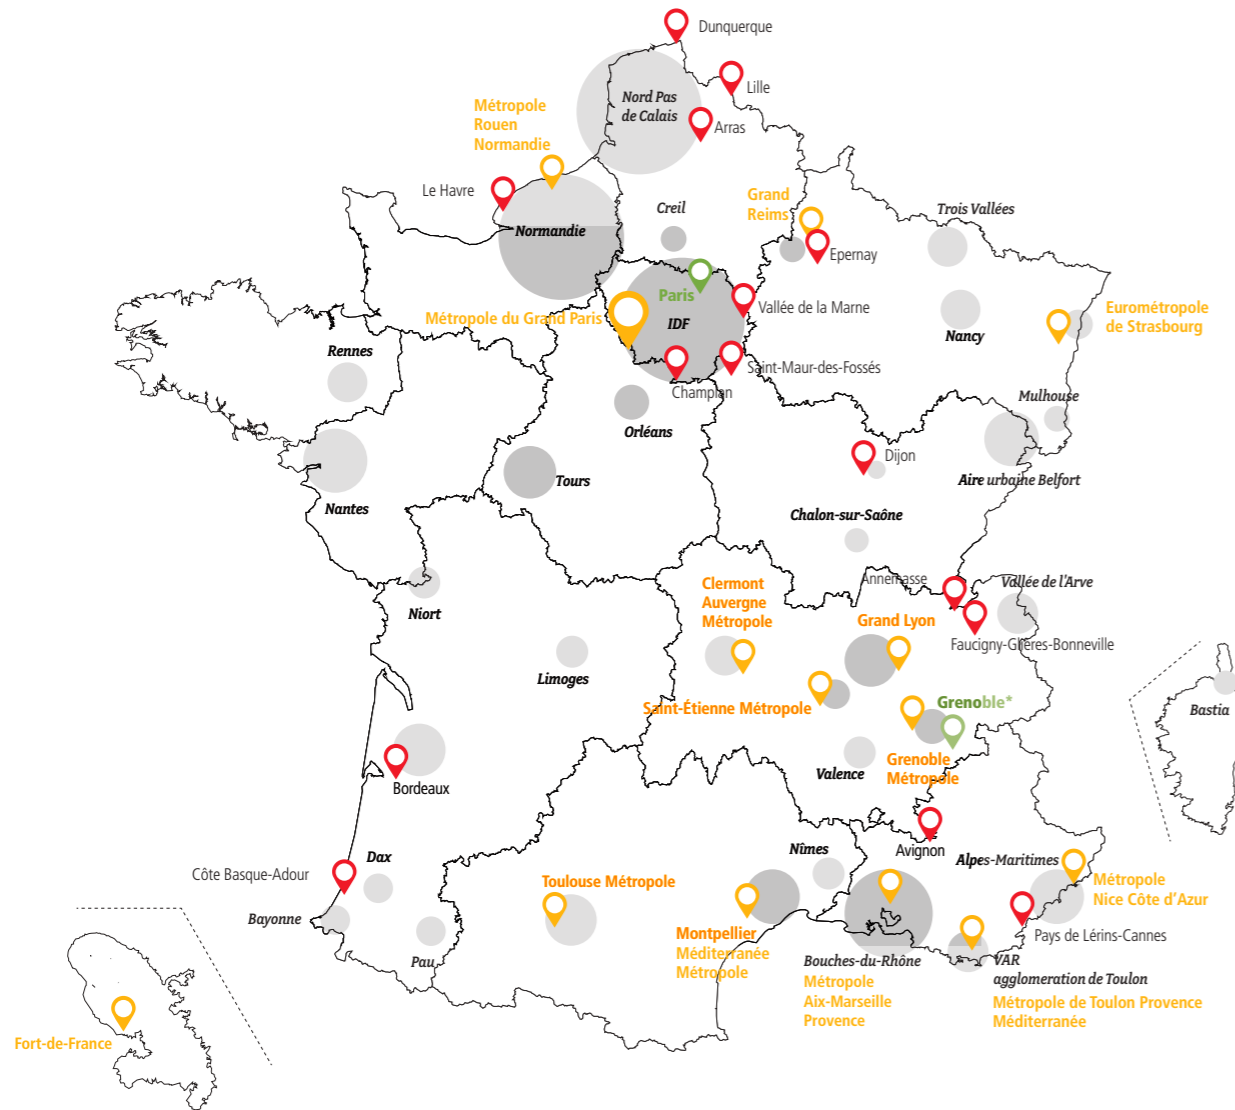 Dunquerque
Lille
Nord Pas
de Calais
Arras
Métropole
Rouen
Normandie
Le Havre
Normandie
Creil
Grand
Reims
Epernay
Trois Vallées
Paris
Vallée de la Marne
Métropole du Grand Paris
IDF
Nancy
Eurométropole
de Strasbourg
Rennes
Saint-Maur-des-Fossés
Champlan
Mulhouse
Orléans
Dijon
Aire urbaine Belfort
Tours
Nantes
Chalon-sur-Saône
Annemasse
Vallée de l'Arve
Clermont
Auvergne
Métropole
Niort
Grand Lyon
Faucigny-Glières-Bonneville
Limoges
Saint-Étienne Métropole
Grenoble*
Bastia
Grenoble
Métropole
Valence
Bordeaux
Avignon
Nîmes
Dax
Alpes-Maritimes
Côte Basque-Adour
Toulouse Métropole
Métropole
Nice Côte d'Azur
Bayonne
Montpellier
Méditerranée
Métropole
Pays de Lérins-Cannes
Pau
Bouches-du-Rhône
VAR
agglomeration de Toulon
Métropole
Aix-Marseille
Provence
Métropole de Toulon Provence
Méditerranée
Fort-de-France